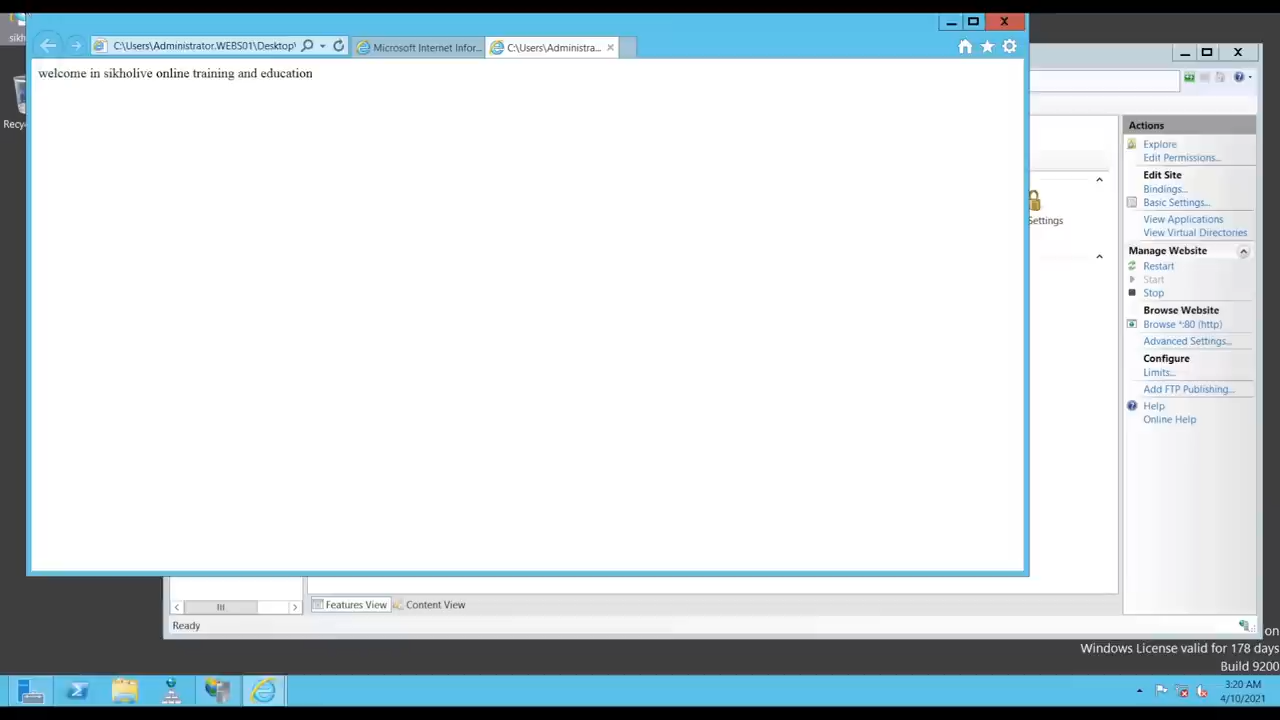 sikh
C:\Users\Administrator.WEBS01\Desktop\
Microsoft Internet Infor...
C:\Users\Administra...
welcome in sikholive online training and education
Recyc
Actions
Explore
Edit Permissions...
Edit Site
Bindings...
Basic Settings...
View Applications
View Virtual Directories
Manage Website
Restart
Start
Stop
Browse Website
Browse *:80 (http)
Advanced Settings...
Configure
Limits...
Add FTP Publishing...
Help
Online Help
Settings
Features View
Content View
Ready
on
Windows License valid for 178 days
Build 9200
3:20 AM
4/10/2021